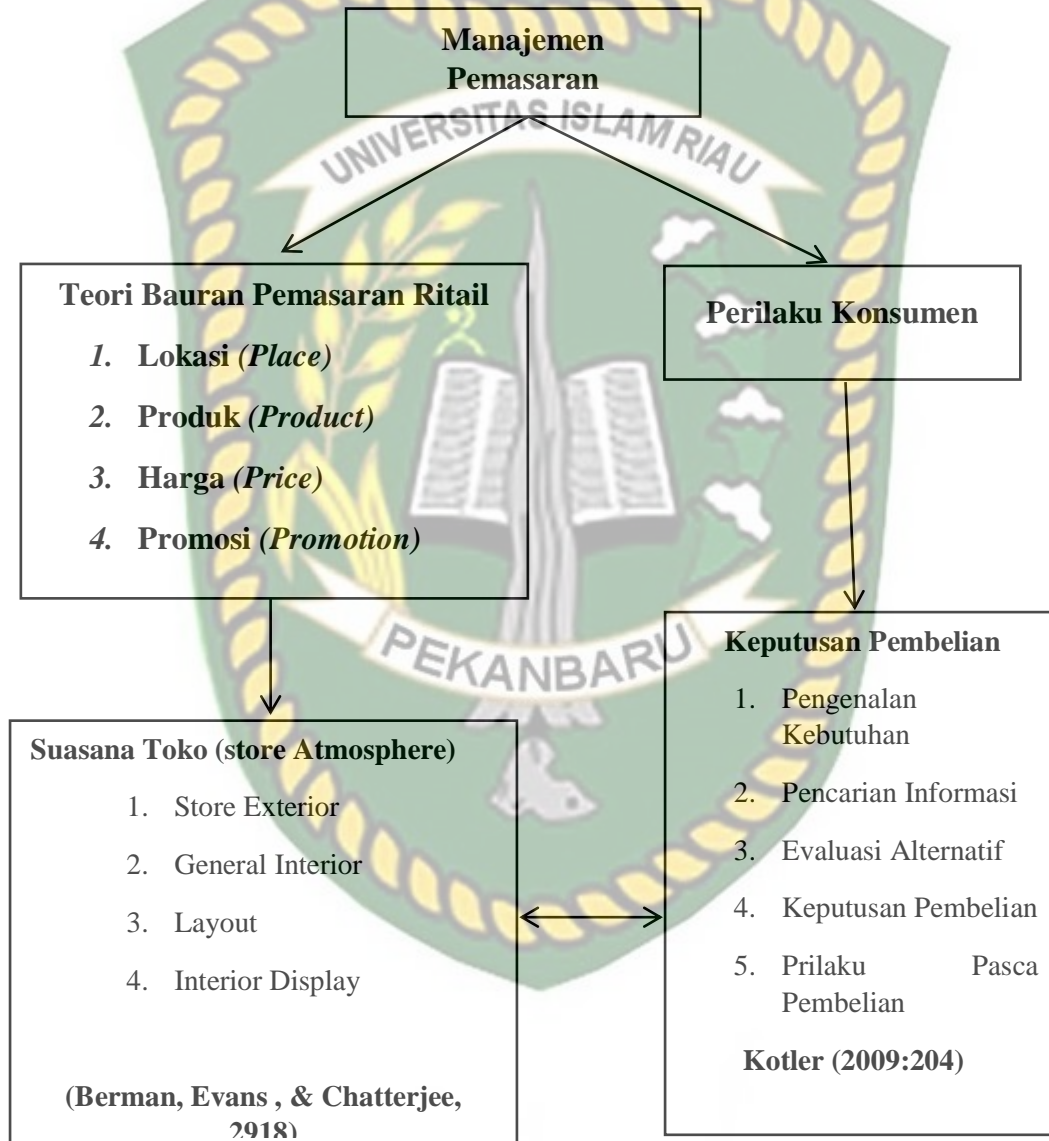 Manajemen
Pemasaran
UNIVERSITAS ISLAM RIAU
Teori Bauran Pemasaran Ritail
1. Lokasi (Place)
2. Produk (Product)
3. Harga (Price)
4. Promosi (Promotion)
Perilaku Konsumen
PEKANBARU
Suasana Toko (store Atmosphere)
1. Store Exterior
2. General Interior
3. Layout
4. Interior Display
(Berman, Evans , & Chatterjee,
2918)
Keputusan Pembelian
1. Pengenalan
Kebutuhan
2. Pencarian Informasi
3. Evaluasi Alternatif
4. Keputusan Pembelian
5. Prilaku Pasca
Pembelian
Kotler (2009:204)